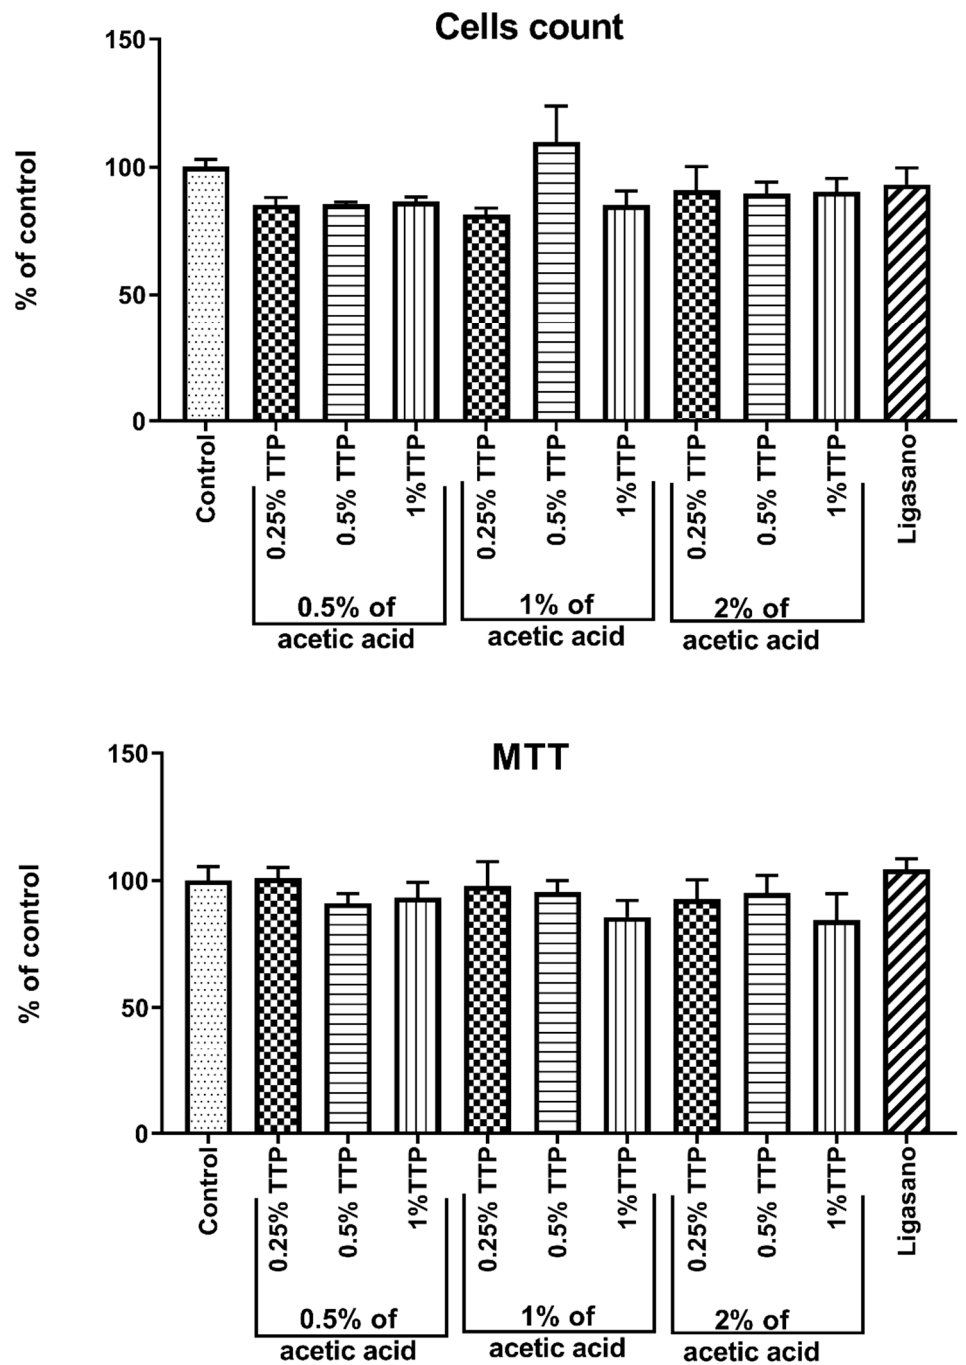 Cells count
150
100
50
0
% of control
Control
0.25% TTP
0.5% TTP
1%TTP
0.25% TTP
0.5% TTP
1%TTP
0.25% TTP
0.5% TTP
1%TTP
Ligasano
0.5% of
acetic acid
1% of
acetic acid
2% of
acetic acid
MTT
150
100
50
0
% of control
Control
0.25% TTP
0.5% TTP
1%TTP
0.25% TTP
0.5% TTP
1%TTP
0.25% TTP
0.5% TTP
1%TTP
Ligasano
0.5% of
acetic acid
1% of
acetic acid
2% of
acetic acid